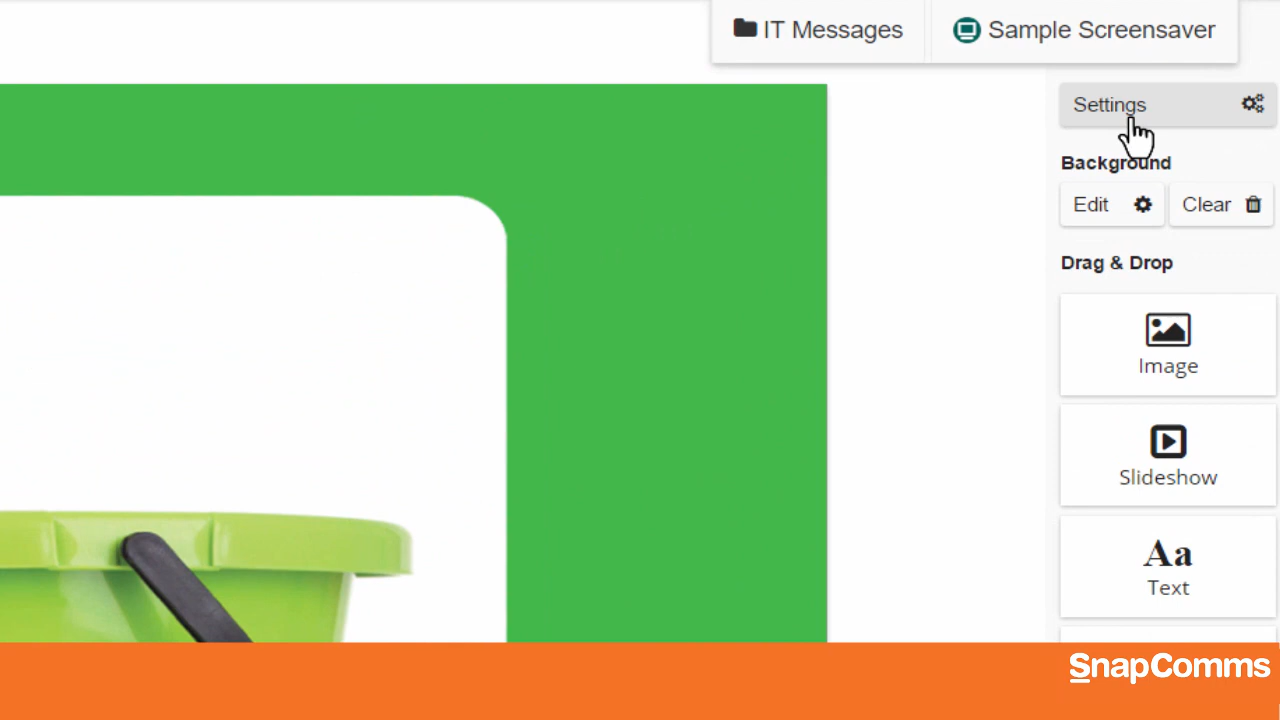 IT Messages
Sample Screensaver
Settings
Background
Edit
Clear
Drag & Drop
Image
Slideshow
Aa
Text
SnapComms